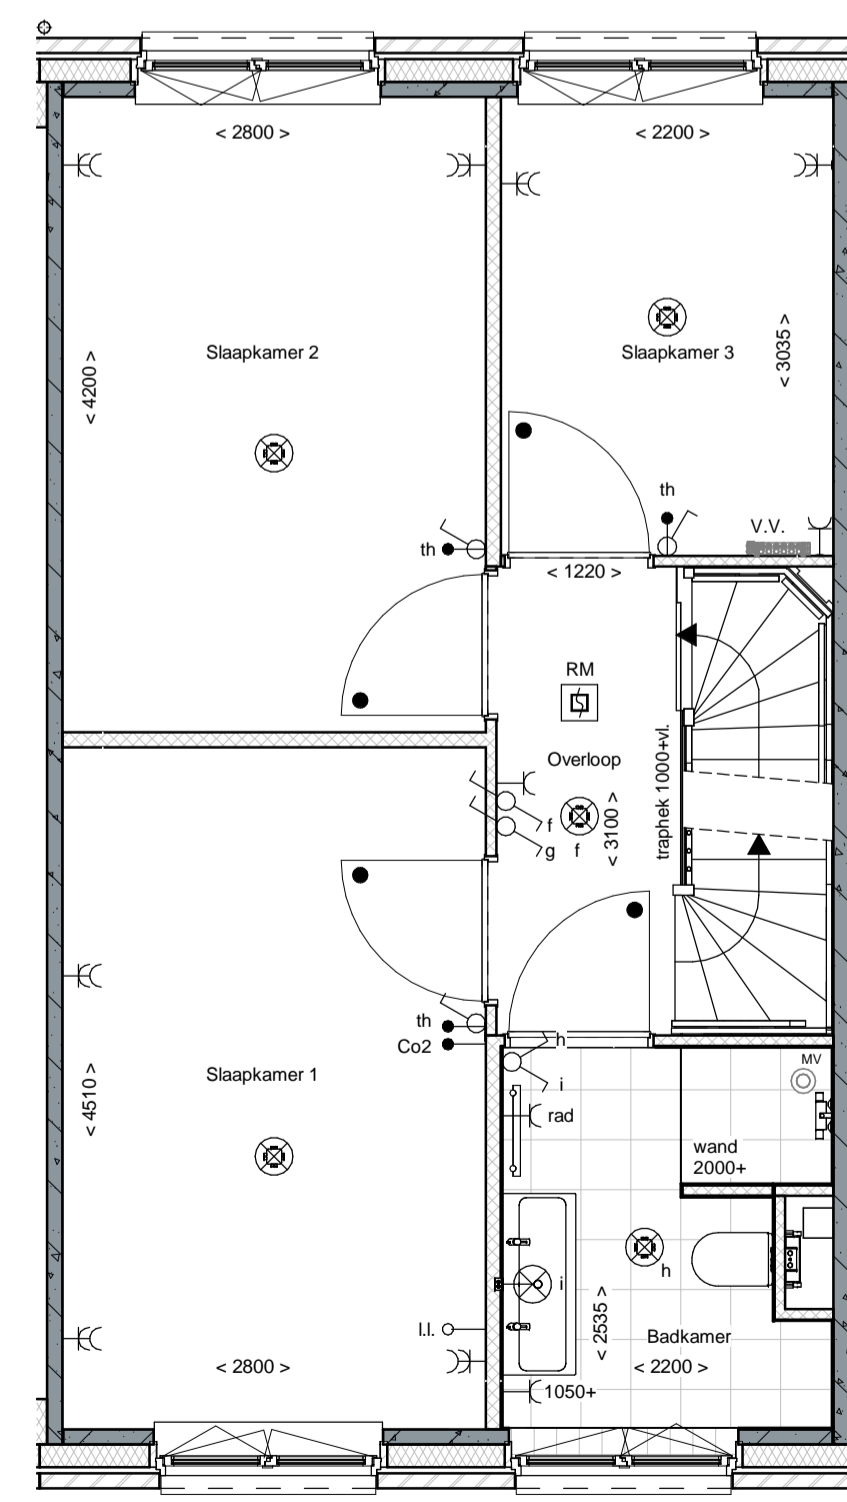 < 2800 >
< 2200 >
Slaapkamer 2
Slaapkamer 3
< 4200 >
< 3035 >
th
V.V.
th
< 1220 >
RM
Overloop
traphek 1000+vl.
< 3100 >
f
g
f
th
Co2
h
i
MV
Slaapkamer 1
< 4510 >
rad
wand
2000+
h
i
l.l.
< 2535 >
Badkamer
< 2800 >
< 2200 >
1050+